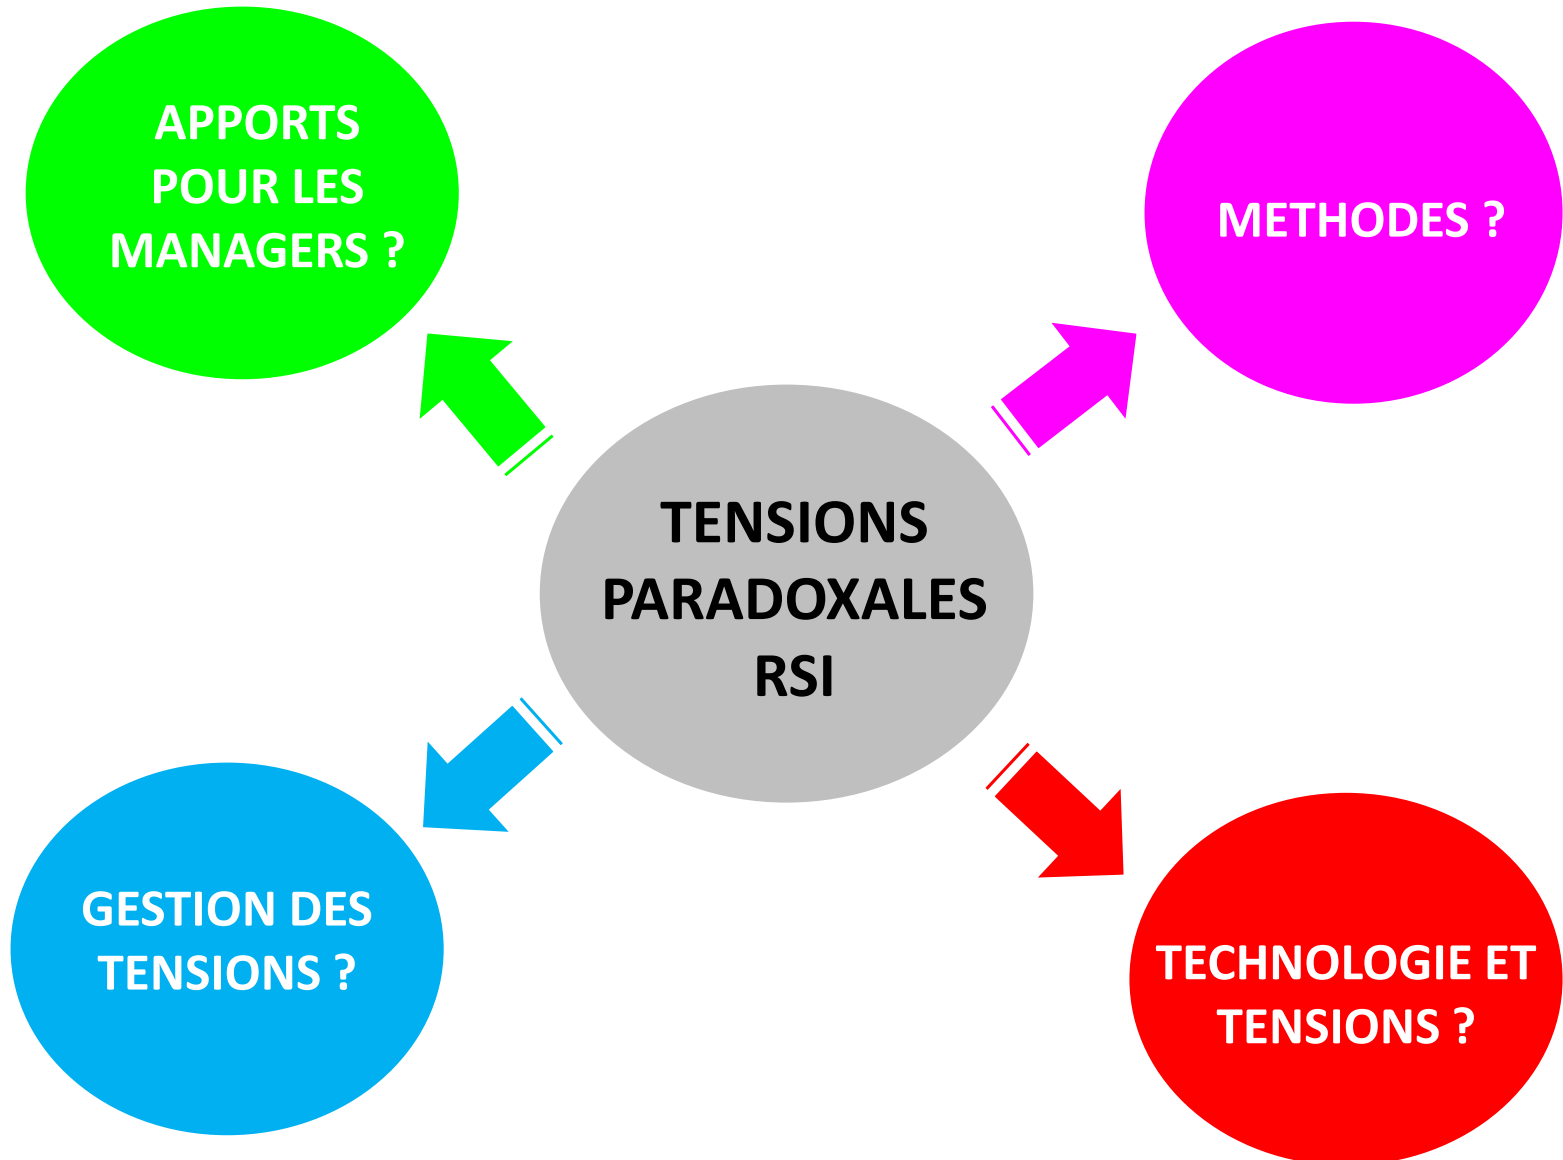 APPORTS
POUR LES
MANAGERS ?
METHODES ?
TENSIONS
PARADOXALES
RSI
GESTION DES
TENSIONS ?
TECHNOLOGIE ET
TENSIONS ?